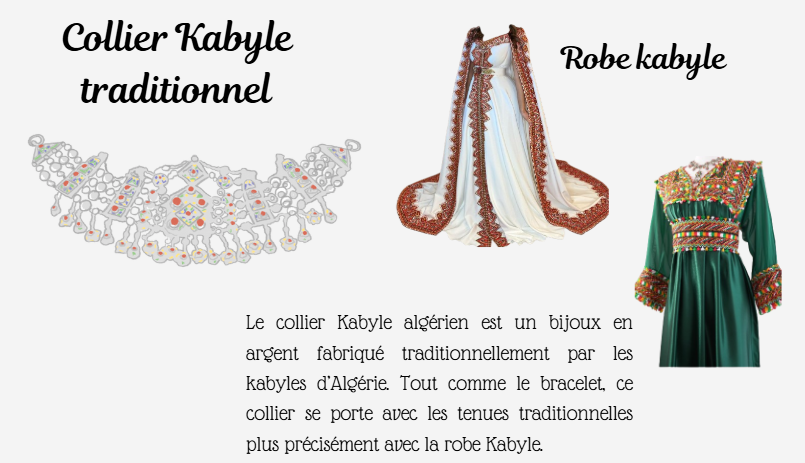 Collier Kabyle
traditionnel
Robe kabyle
Le collier Kabyle algérien est un bijoux en
argent fabriqué traditionnellement par les
kabyles d'Algérie. Tout comme le bracelet, ce
collier se porte avec les tenues traditionnelles
plus précisément avec la robe Kabyle.